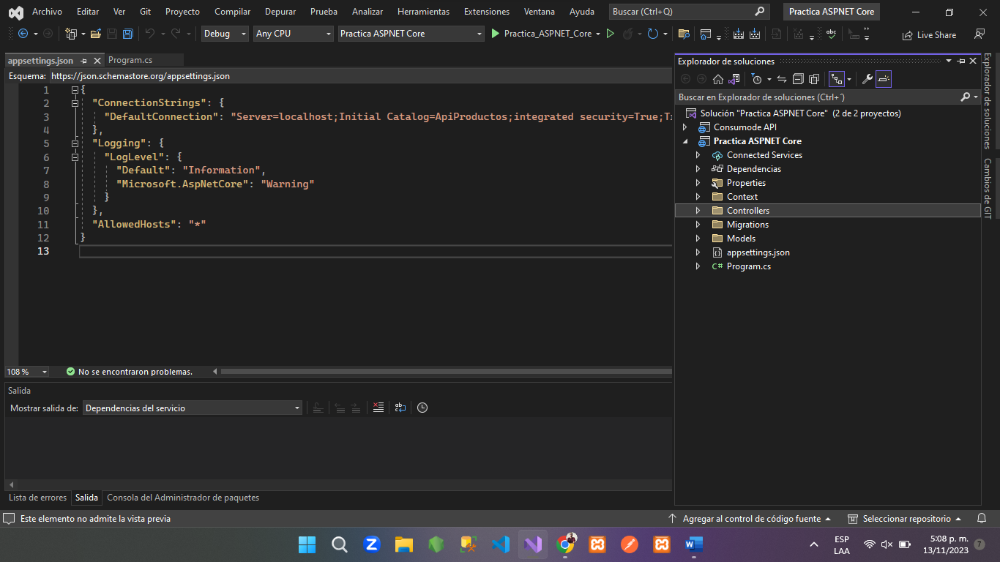 Archivo Editar Ver Git Proyecto Compilar Depurar Prueba Analizar Herramientas Extensiones Ventana Ayuda Buscar (Ctrl+Q) Practica ASPNET Core
Debug Any CPU Practica ASPNET Core Practica_ASPNET_Core Live Share
appsettings.json Program.cs
Esquema: https://json.schemastore.org/appsettings.json
1 {
2 "ConnectionStrings": {
3 "DefaultConnection": "Server=localhost;Initial Catalog=ApiProductos;integrated security=True;Tr
4 },
5 "Logging": {
6 "LogLevel": {
7 "Default": "Information",
8 "Microsoft.AspNetCore": "Warning"
9 }
10 },
11 "AllowedHosts": "*"
12 }
13
108 % No se encontraron problemas.
Salida
Mostrar salida de: Dependencias del servicio
Lista de errores Salida Consola del Administrador de paquetes
Explorador de soluciones
Buscar en Explorador de soluciones (Ctrl+´)
Solución "Practica ASPNET Core" (2 de 2 proyectos)
Consumode API
Practica ASPNET Core
Connected Services
Dependencias
Properties
Context
Controllers
Migrations
Models
appsettings.json
C# Program.cs
Explorador de soluciones
Cambios de GIT
Este elemento no admite la vista previa Agregar al control de código fuente Seleccionar repositorio
ESP
LAA
5:08 p. m.
13/11/2023
7